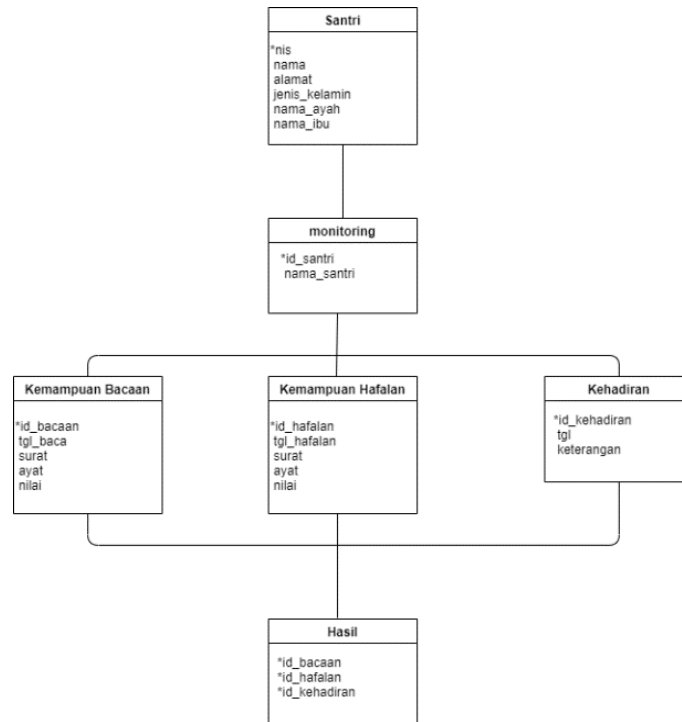 Santri
*nis
nama
alamat
jenis_kelamin
nama_ayah
nama_ibu
monitoring
*id_santri
nama_santri
Kemampuan Bacaan
*id_bacaan
tgl_baca
surat
ayat
nilai
Kemampuan Hafalan
*id_hafalan
tgl_hafalan
surat
ayat
nilai
Kehadiran
*id_kehadiran
tgl
keterangan
Hasil
*id_bacaan
*id_hafalan
*id_kehadiran